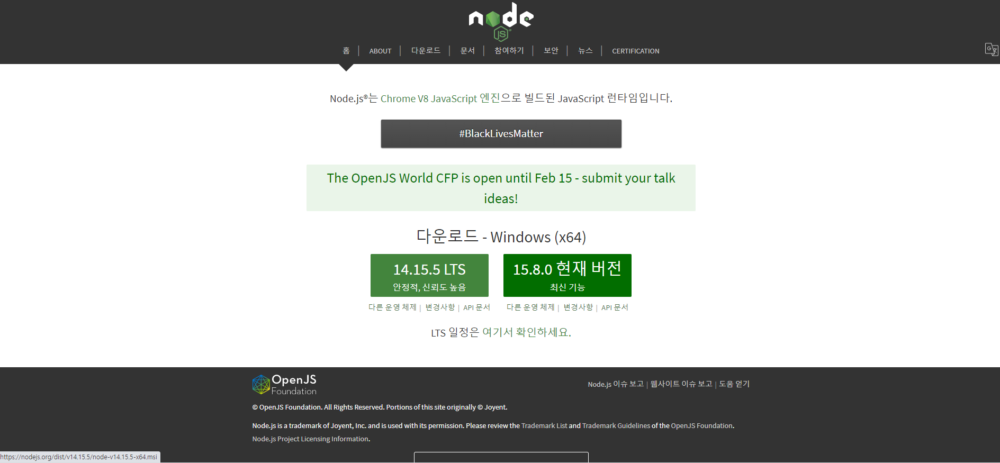 node
JS
홈 | ABOUT | 다운로드 | 문서 | 참여하기 | 보안 | 뉴스 | CERTIFICATION
Node.js®는 Chrome V8 JavaScript 엔진으로 빌드된 JavaScript 런타임입니다.
#BlackLivesMatter
The OpenJS World CFP is open until Feb 15 - submit your talk
ideas!
다운로드 - Windows (x64)
14.15.5 LTS
안정적, 신뢰도 높음
다른 운영 체제 | 변경사항 | API 문서
15.8.0 현재 버전
최신 기능
다른 운영 체제 | 변경사항 | API 문서
LTS 일정은 여기서 확인하세요.
OpenJS
Foundation
Node.js 이슈 보고 | 웹사이트 이슈 보고 | 도움 얻기
© OpenJS Foundation. All Rights Reserved. Portions of this site originally © Joyent.
Node.js is a trademark of Joyent, Inc. and is used with its permission. Please review the Trademark List and Trademark Guidelines of the OpenJS Foundation.
Node.js Project Licensing Information.
https://nodejs.org/dist/v14.15.5/node-v14.15.5-x64.msi